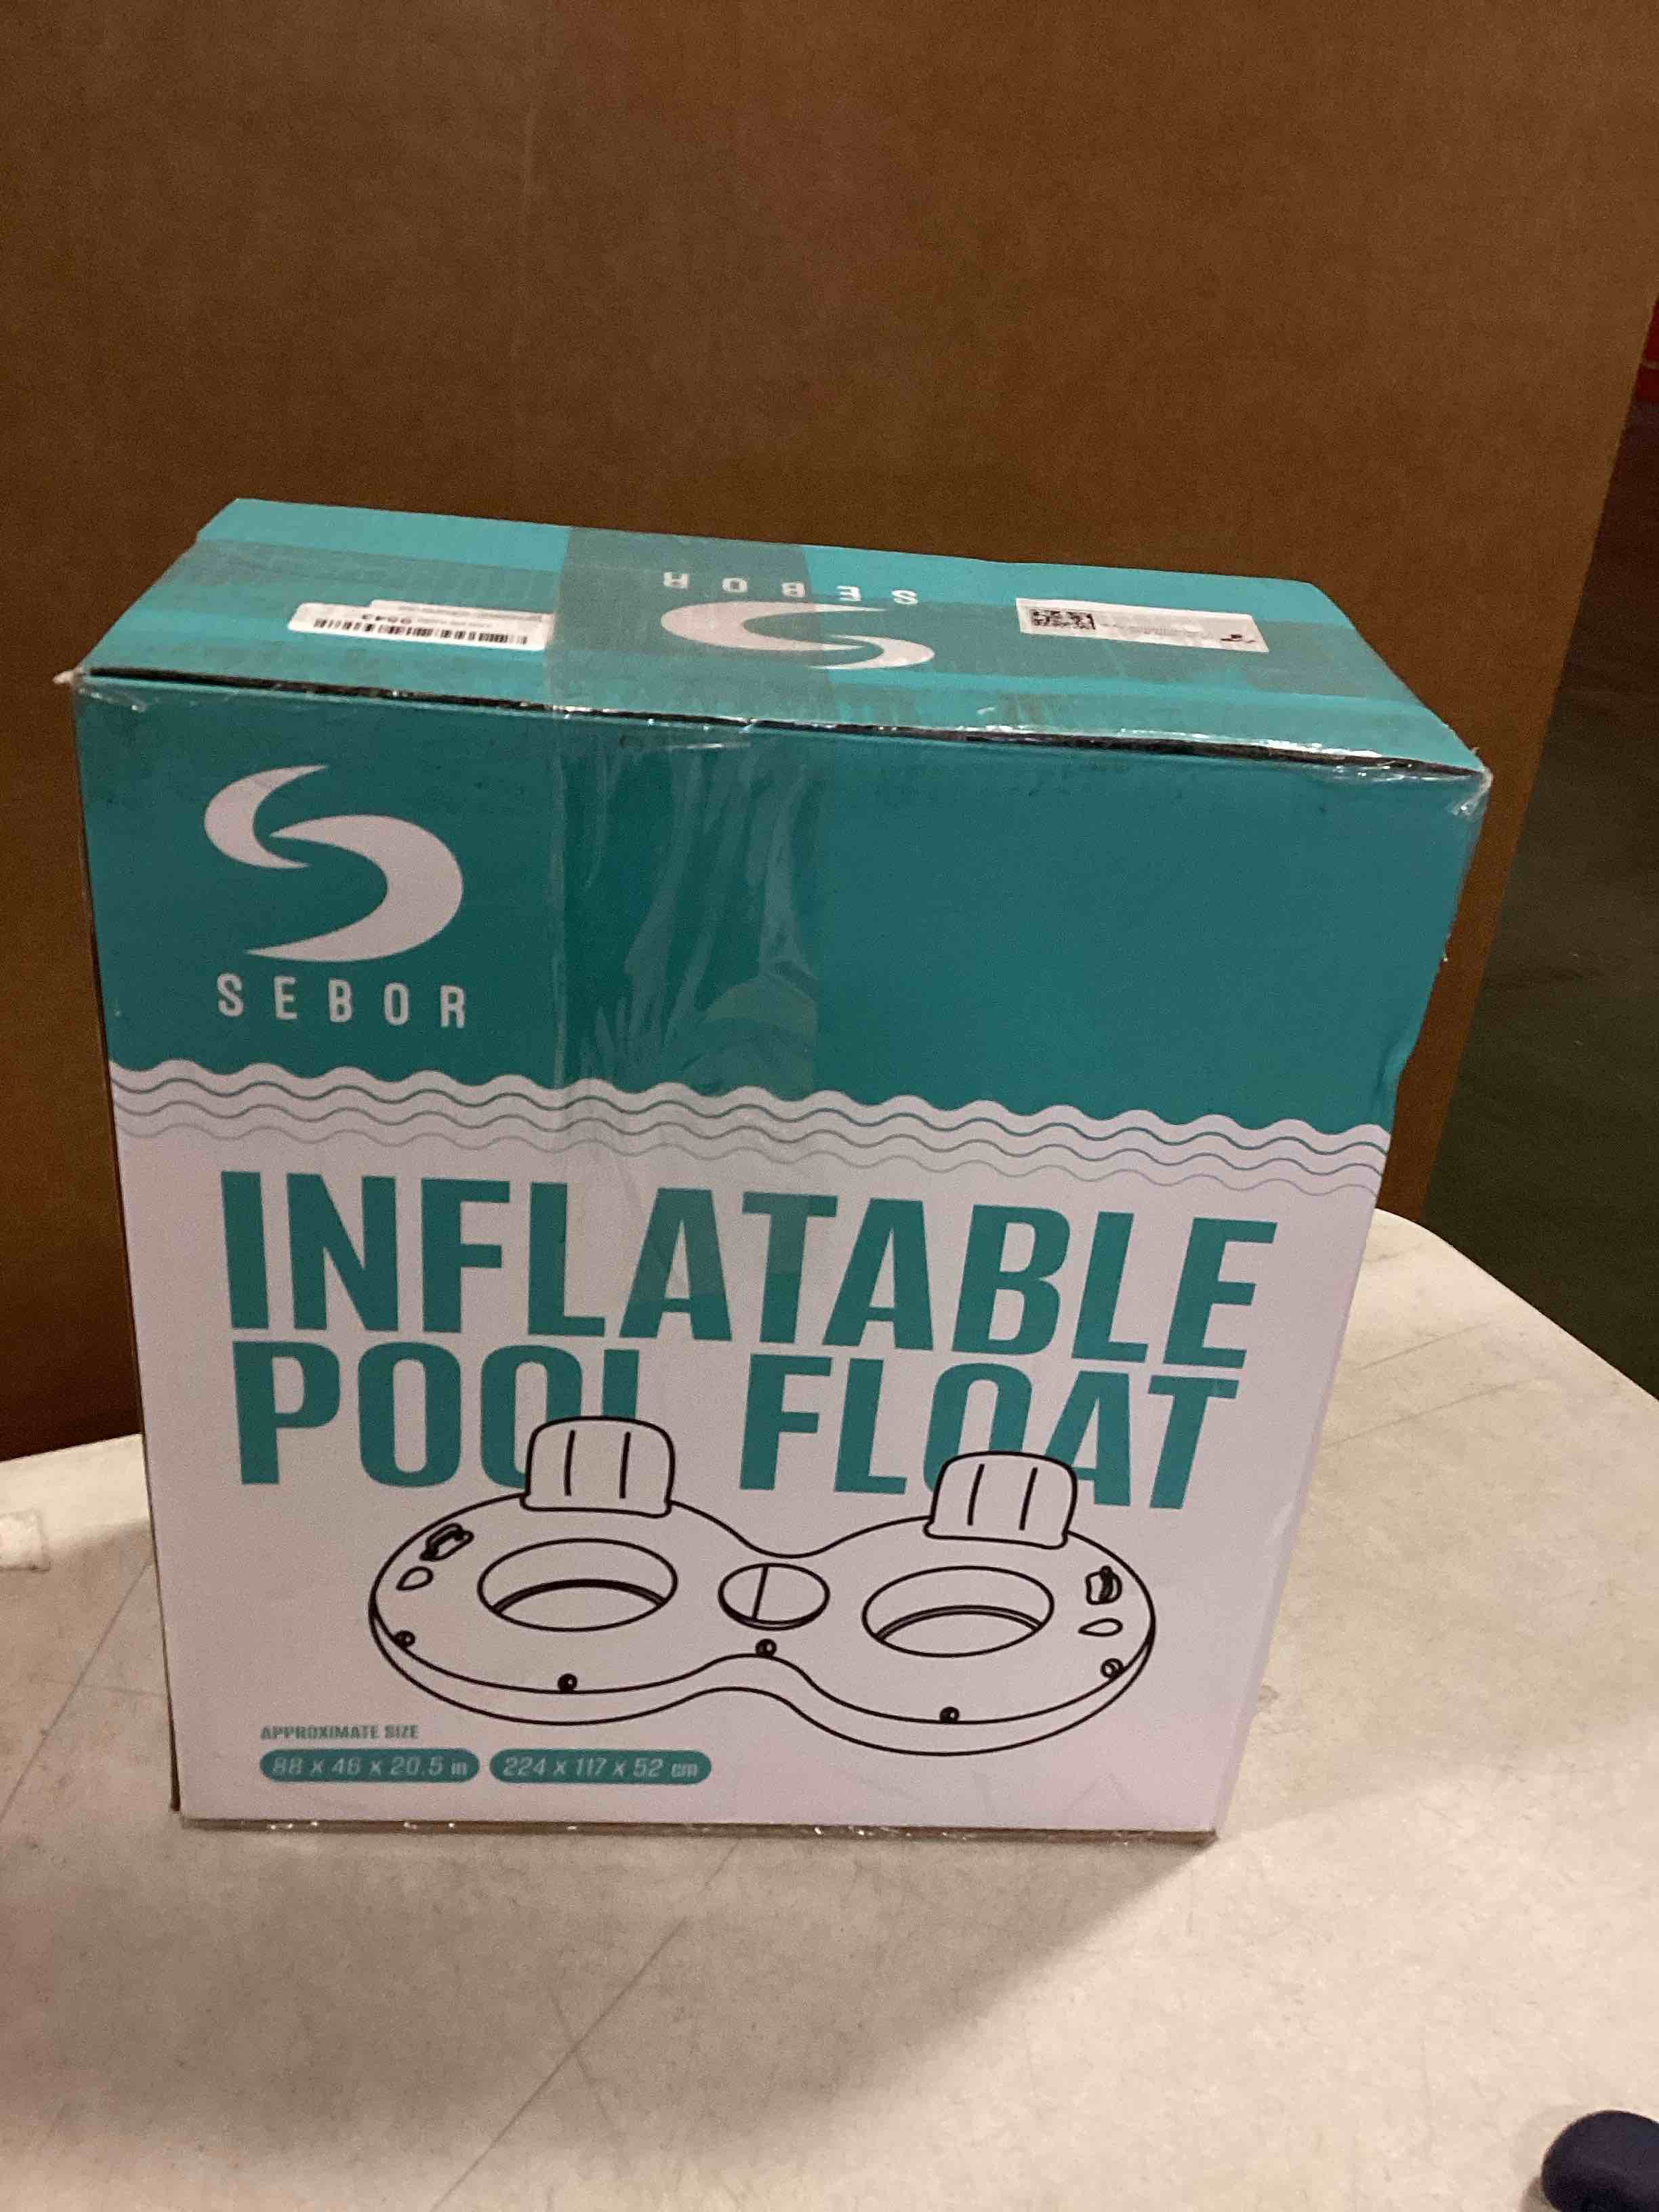 SEBOR
SEBOR
INFLATABLE
POOL FLOAT
APPROXIMATE SIZE
88 x 46 x 20.5 in 224 x 117 x 52 cm